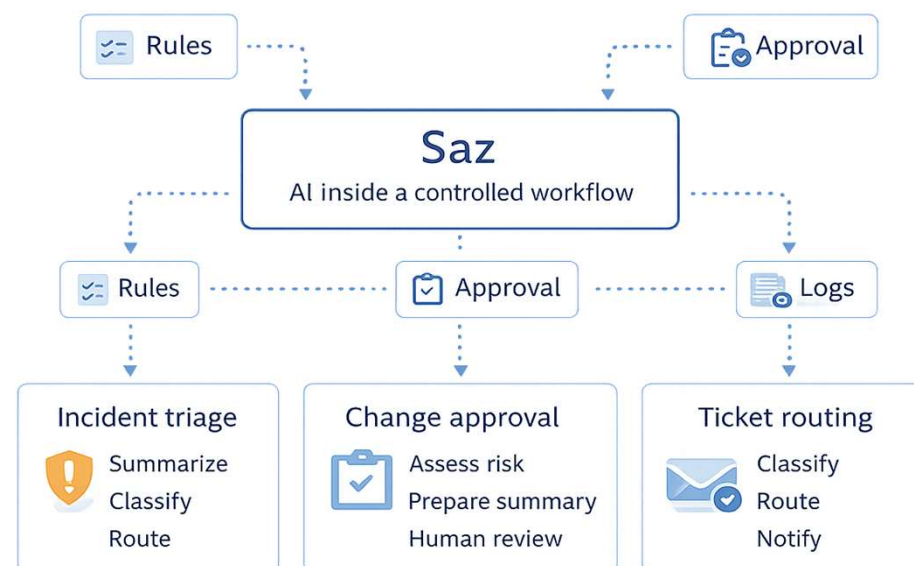 Rules
Approval
Saz
AI inside a controlled workflow
Rules
Approval
Logs
Incident triage
Summarize
Classify
Route
Change approval
Assess risk
Prepare summary
Human review
Ticket routing
Classify
Route
Notify